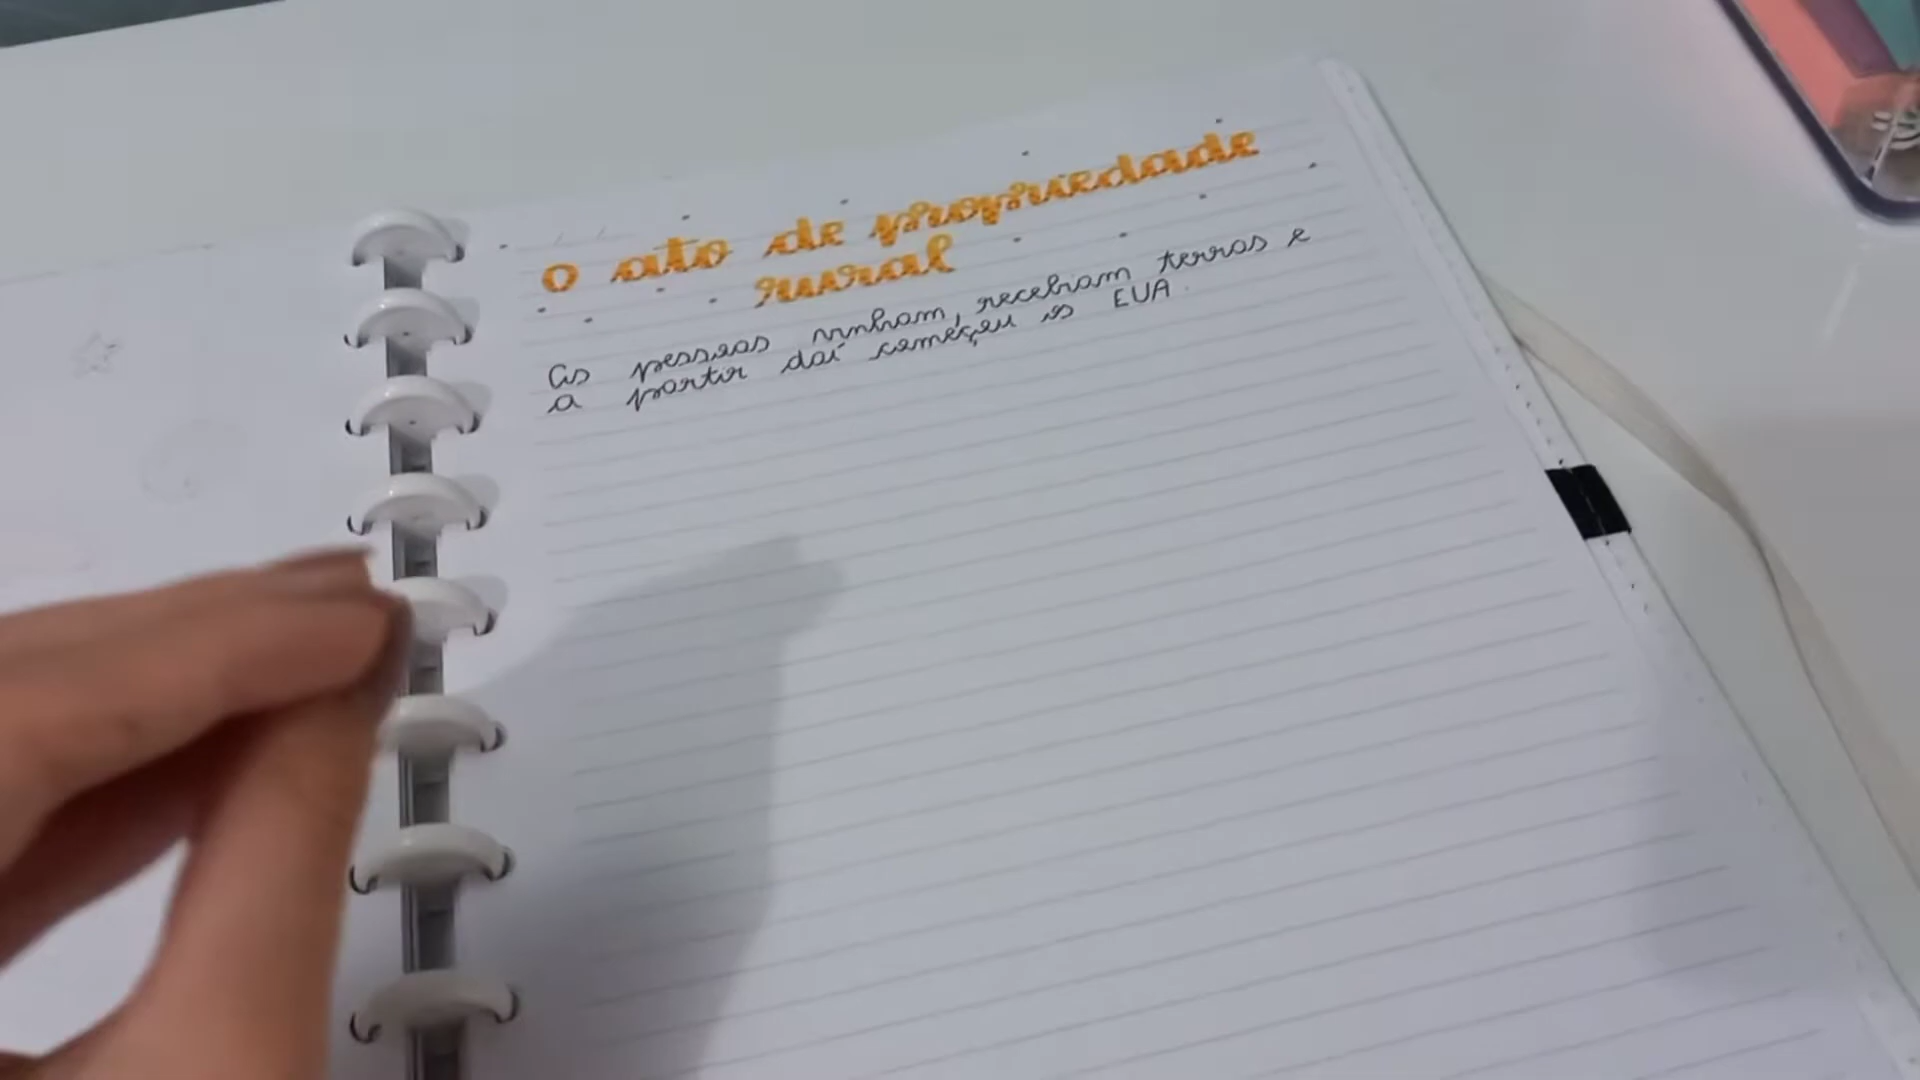 o ato de propriedade
rural
As pessoas vinham, recebiam terras e
a partir daí começou os EUA.